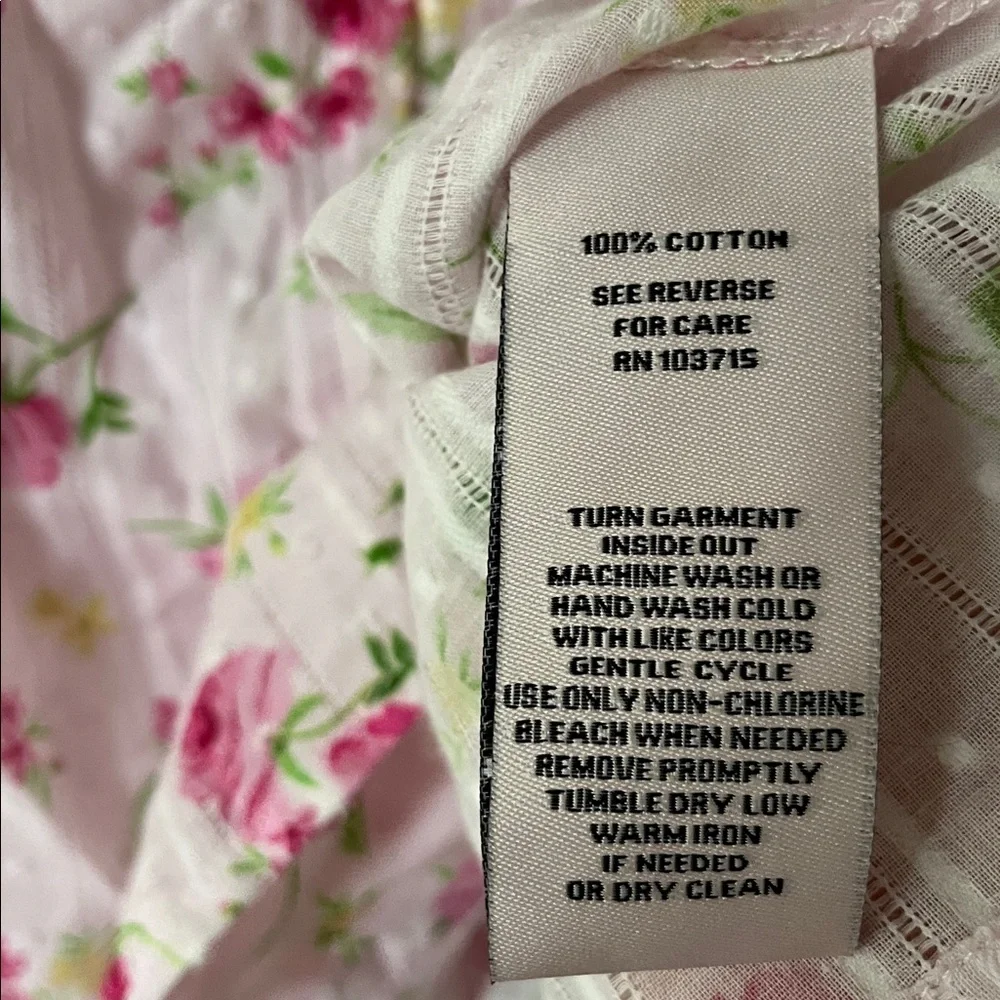 100% COTTON
SEE REVERSE
FOR CARE
RN 103715
TURN GARMENT
INSIDE OUT
MACHINE WASH OR
HAND WASH COLD
WITH LIKE COLORS
GENTLE CYCLE
USE ONLY NON-CHLORINE
BLEACH WHEN NEEDED
REMOVE PROMPTLY
TUMBLE DRY LOW
WARM IRON
IF NEEDED
OR DRY CLEAN